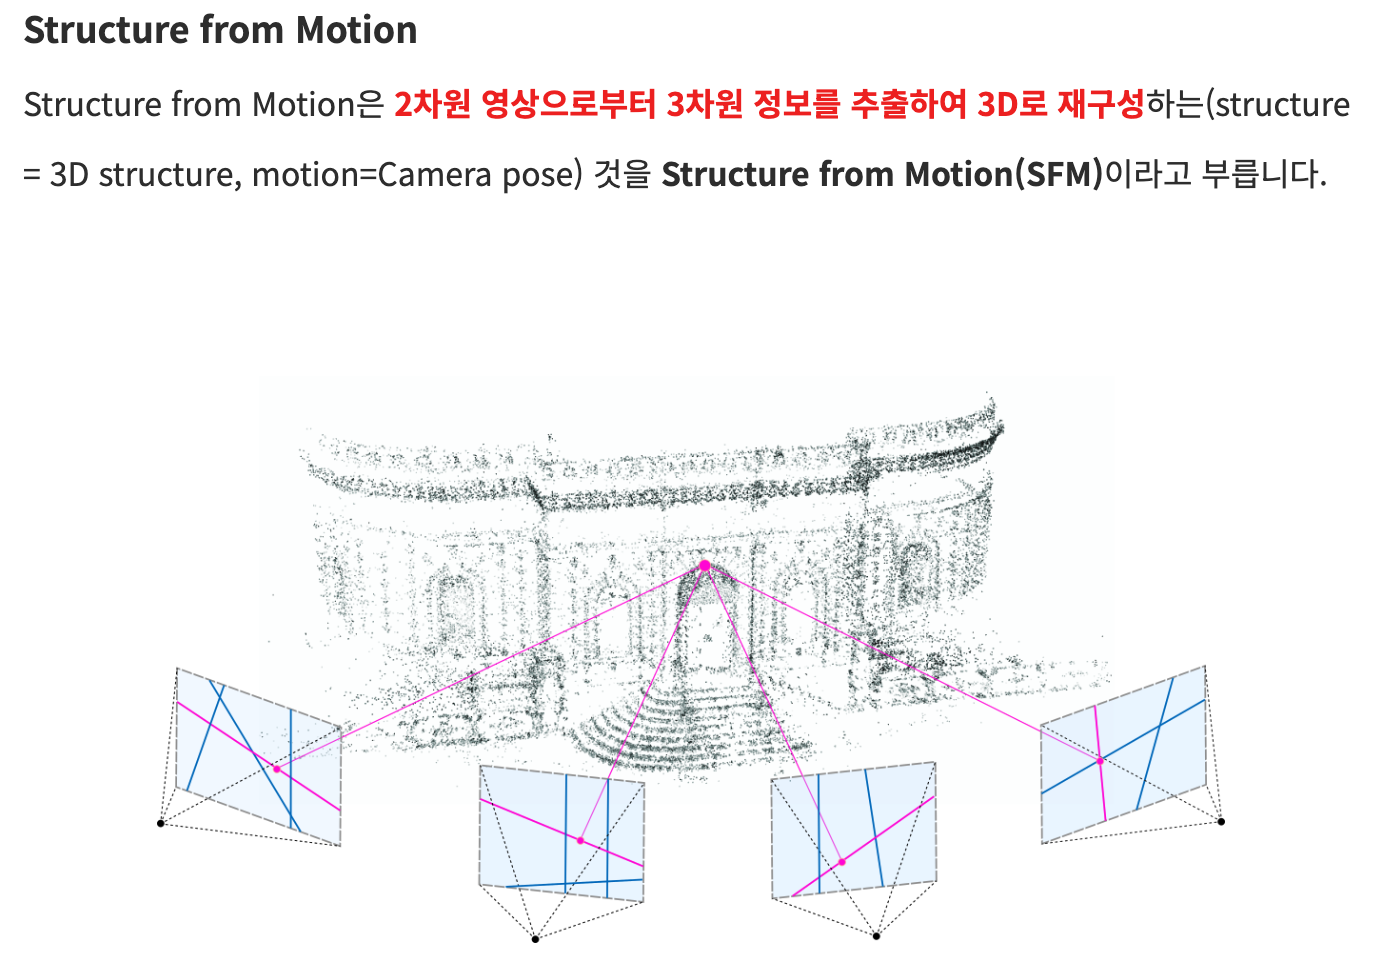 Structure from Motion
Structure from Motion은 2차원 영상으로부터 3차원 정보를 추출하여 3D로 재구성하는(structure
= 3D structure, motion=Camera pose) 것을 Structure from Motion(SFM)이라고 부릅니다.